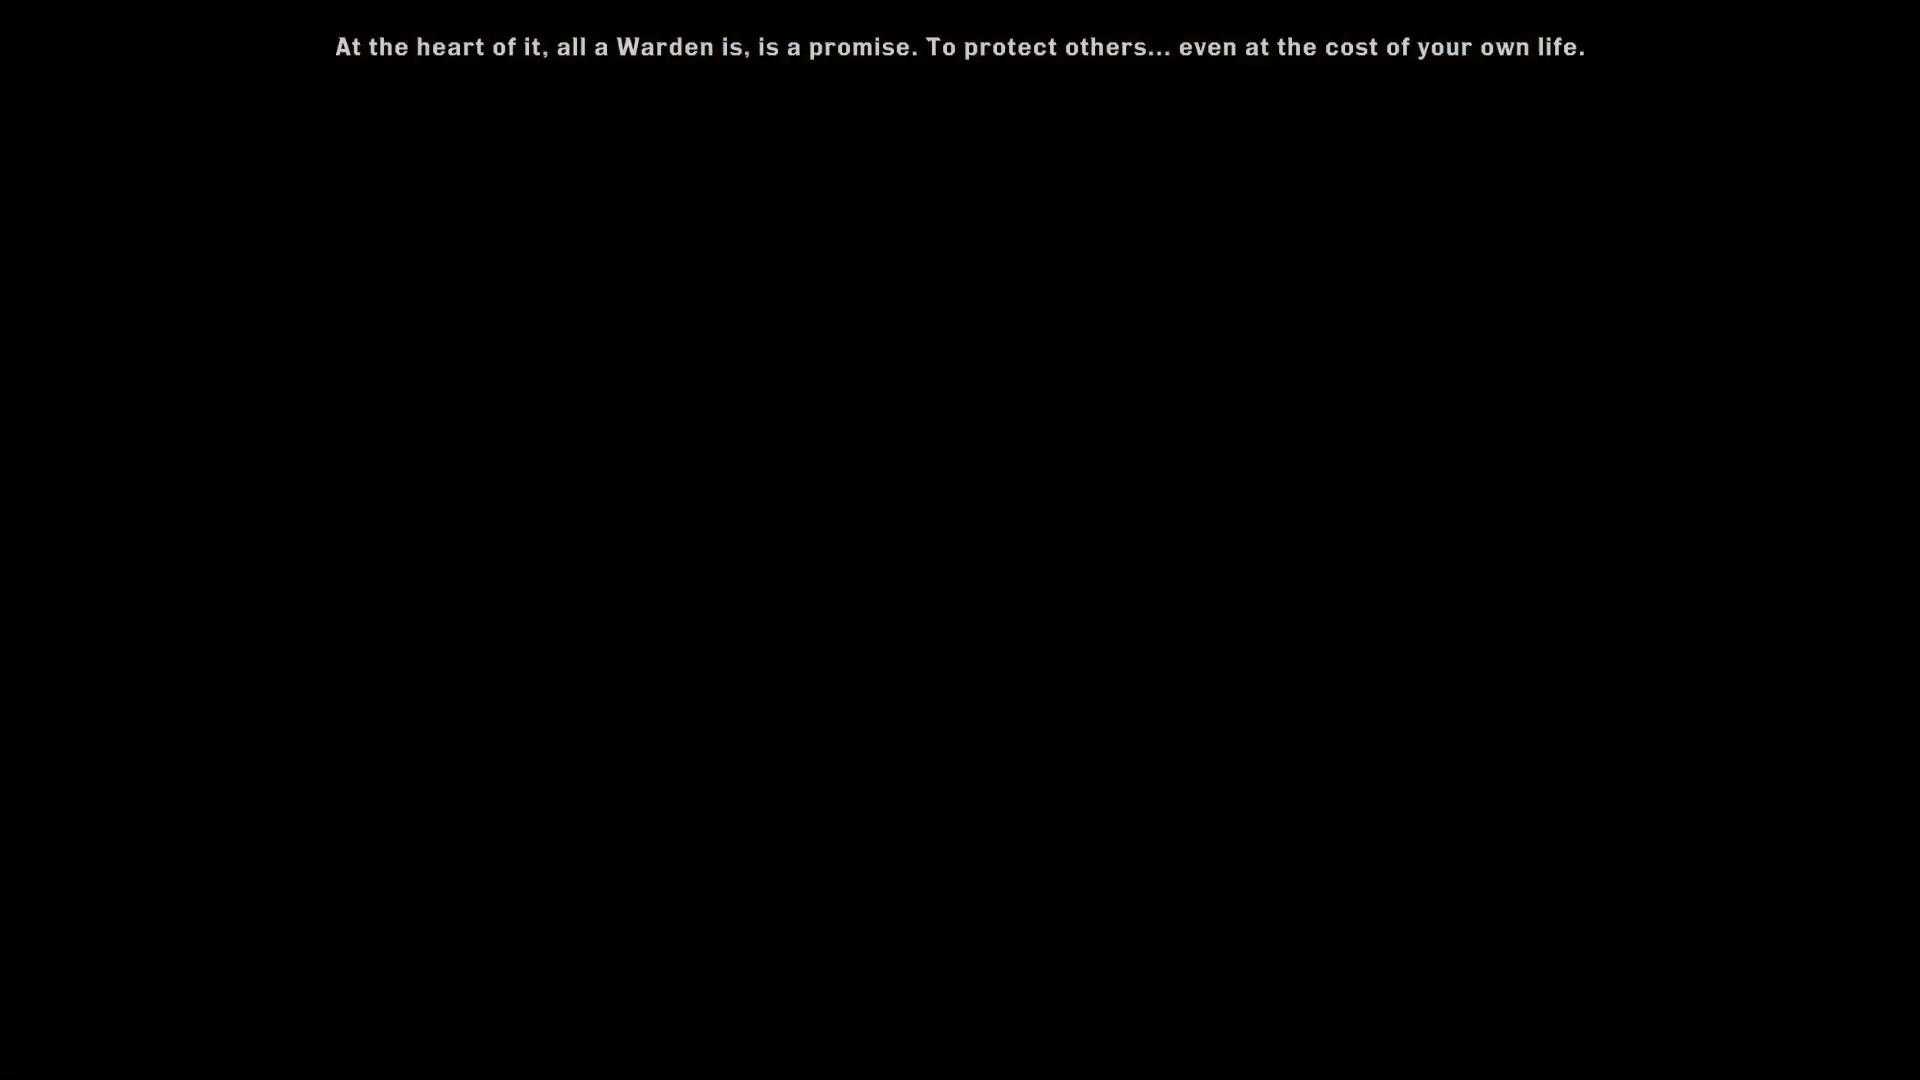 At the heart of it, all a Warden is, is a promise. To protect others... even at the cost of your own life.